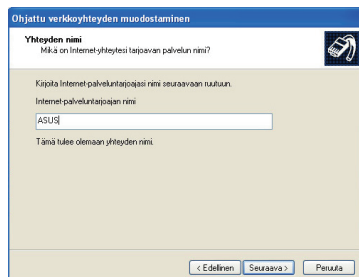 Ohjattu verkkoyhteyden muodostaminen
Yhteyden nimi
Mikä on Internet-yhteytesi tarjoavan palvelun nimi?
Kirjoita Internet-palveluntarjoajasi nimi seuraavaan ruutuun.
Internet-palveluntarjoajan nimi
ASUS
Tämä tulee olemaan yhteyden nimi.
< Edellinen Seuraava > Peruuta